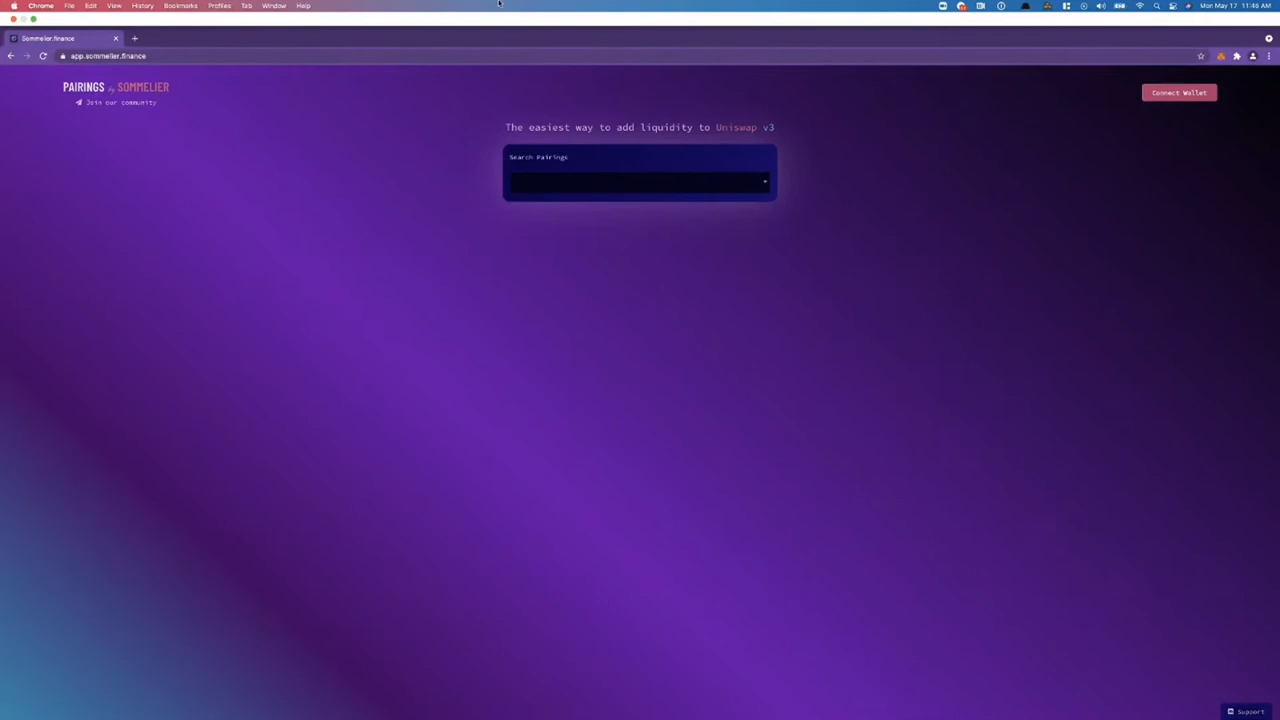 Chrome File Edit View History Bookmarks Profiles Tab Window Help Mon May 17 11:46 AM
Sommelier.finance
app.sommelier.finance
PAIRINGS by SOMMELIER
Join our community
Connect Wallet
The easiest way to add liquidity to Uniswap v3
Search Pairings
Support